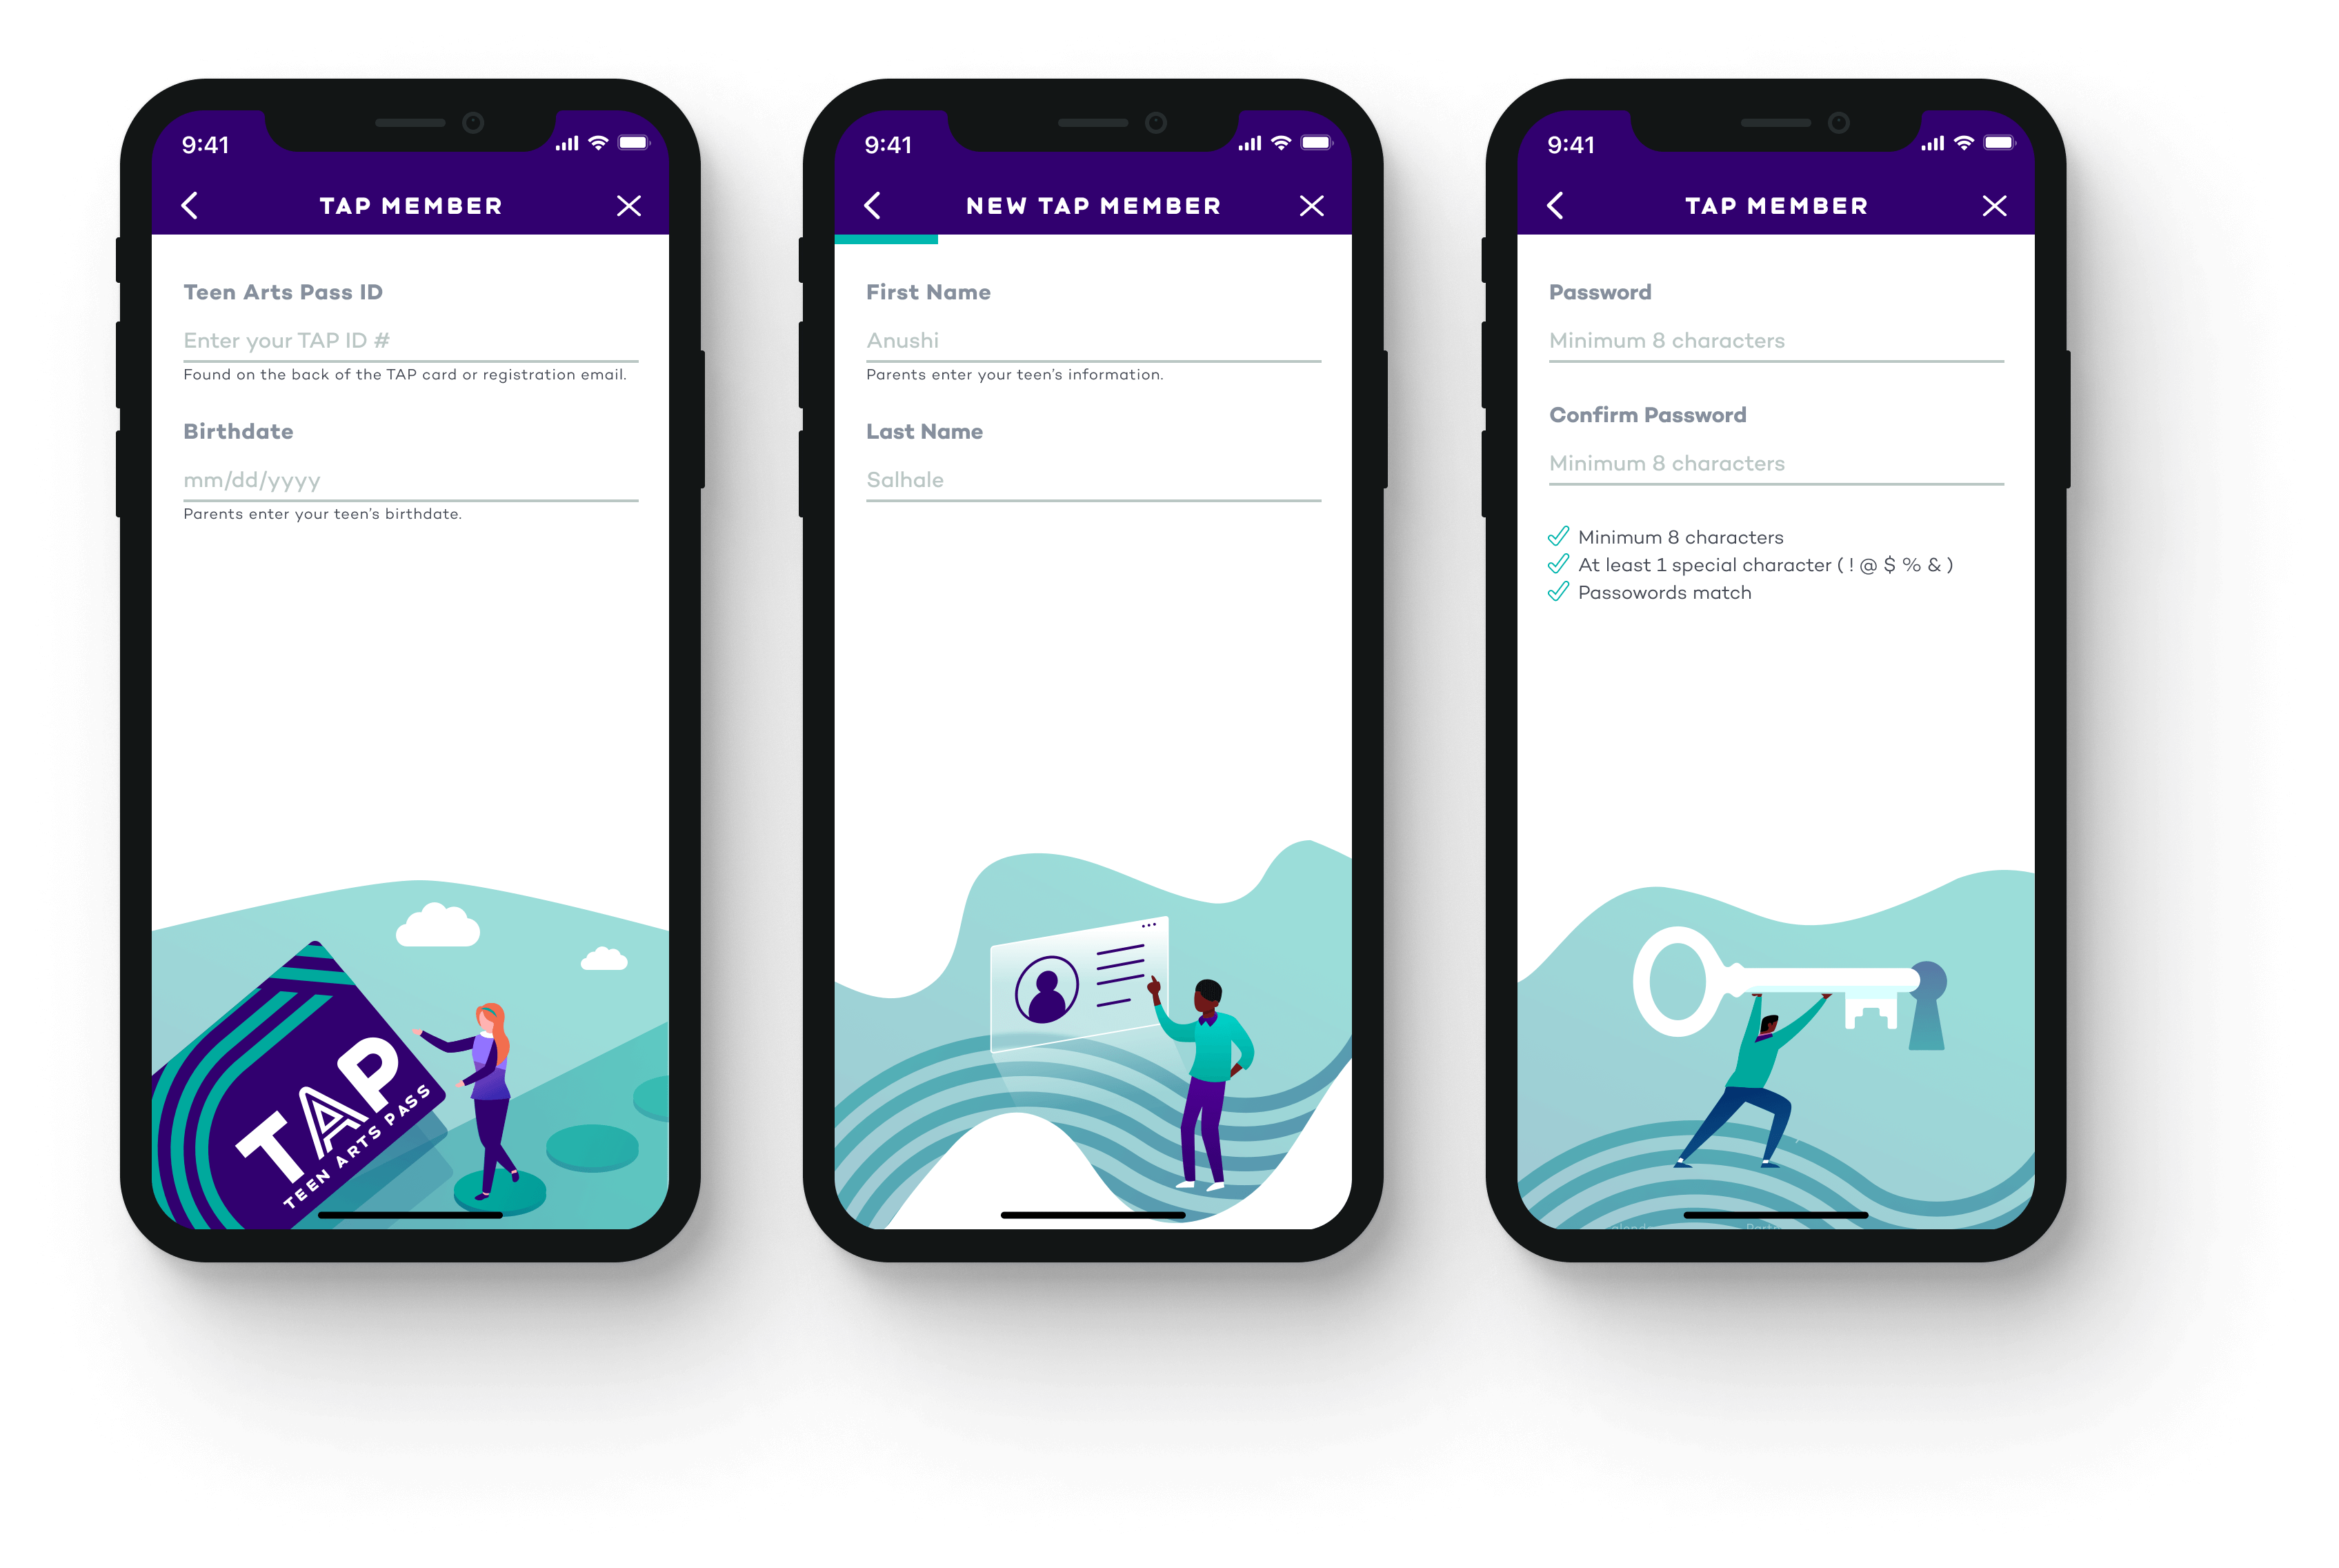 9:41
TAP MEMBER
Teen Arts Pass ID
Enter your TAP ID #
Found on the back of the TAP card or registration email.
Birthdate
mm/dd/yyyy
Parents enter your teen's birthdate.
TAP
TEEN ARTS PASS
9:41
NEW TAP MEMBER
First Name
Anushi
Parents enter your teen's information.
Last Name
Salhale
9:41
TAP MEMBER
Password
Minimum 8 characters
Confirm Password
Minimum 8 characters
Minimum 8 characters
At least 1 special character ( ! @ $ % & )
Passowords match